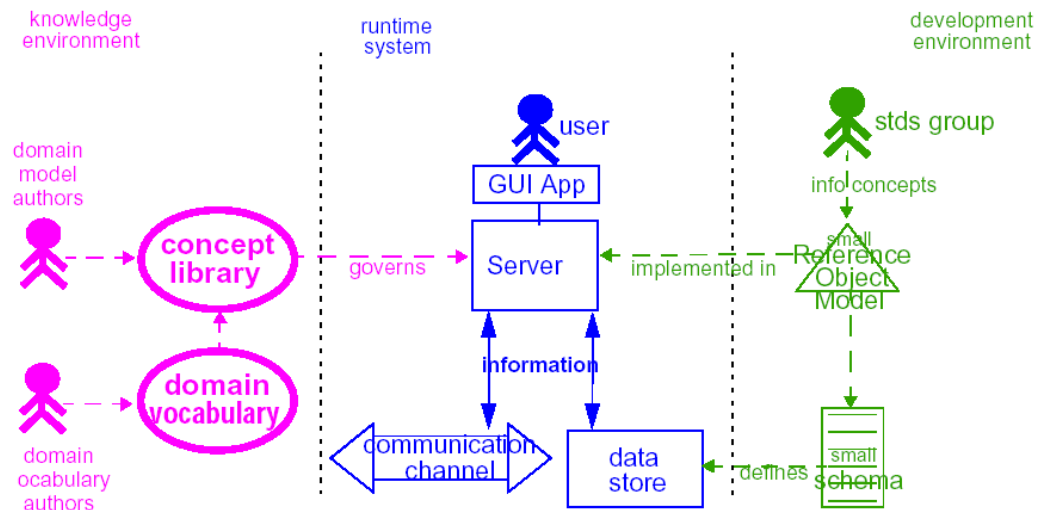 knowledge
environment
runtime
system
development
environment
user
stds group
domain
model
authors
GUI App
info concepts
concept
library
governs
Server
implemented in
small
Reference
Object
Model
information
domain
vocabulary
domain
ocabulary
authors
communication
channel
data
store
defines
small
schema